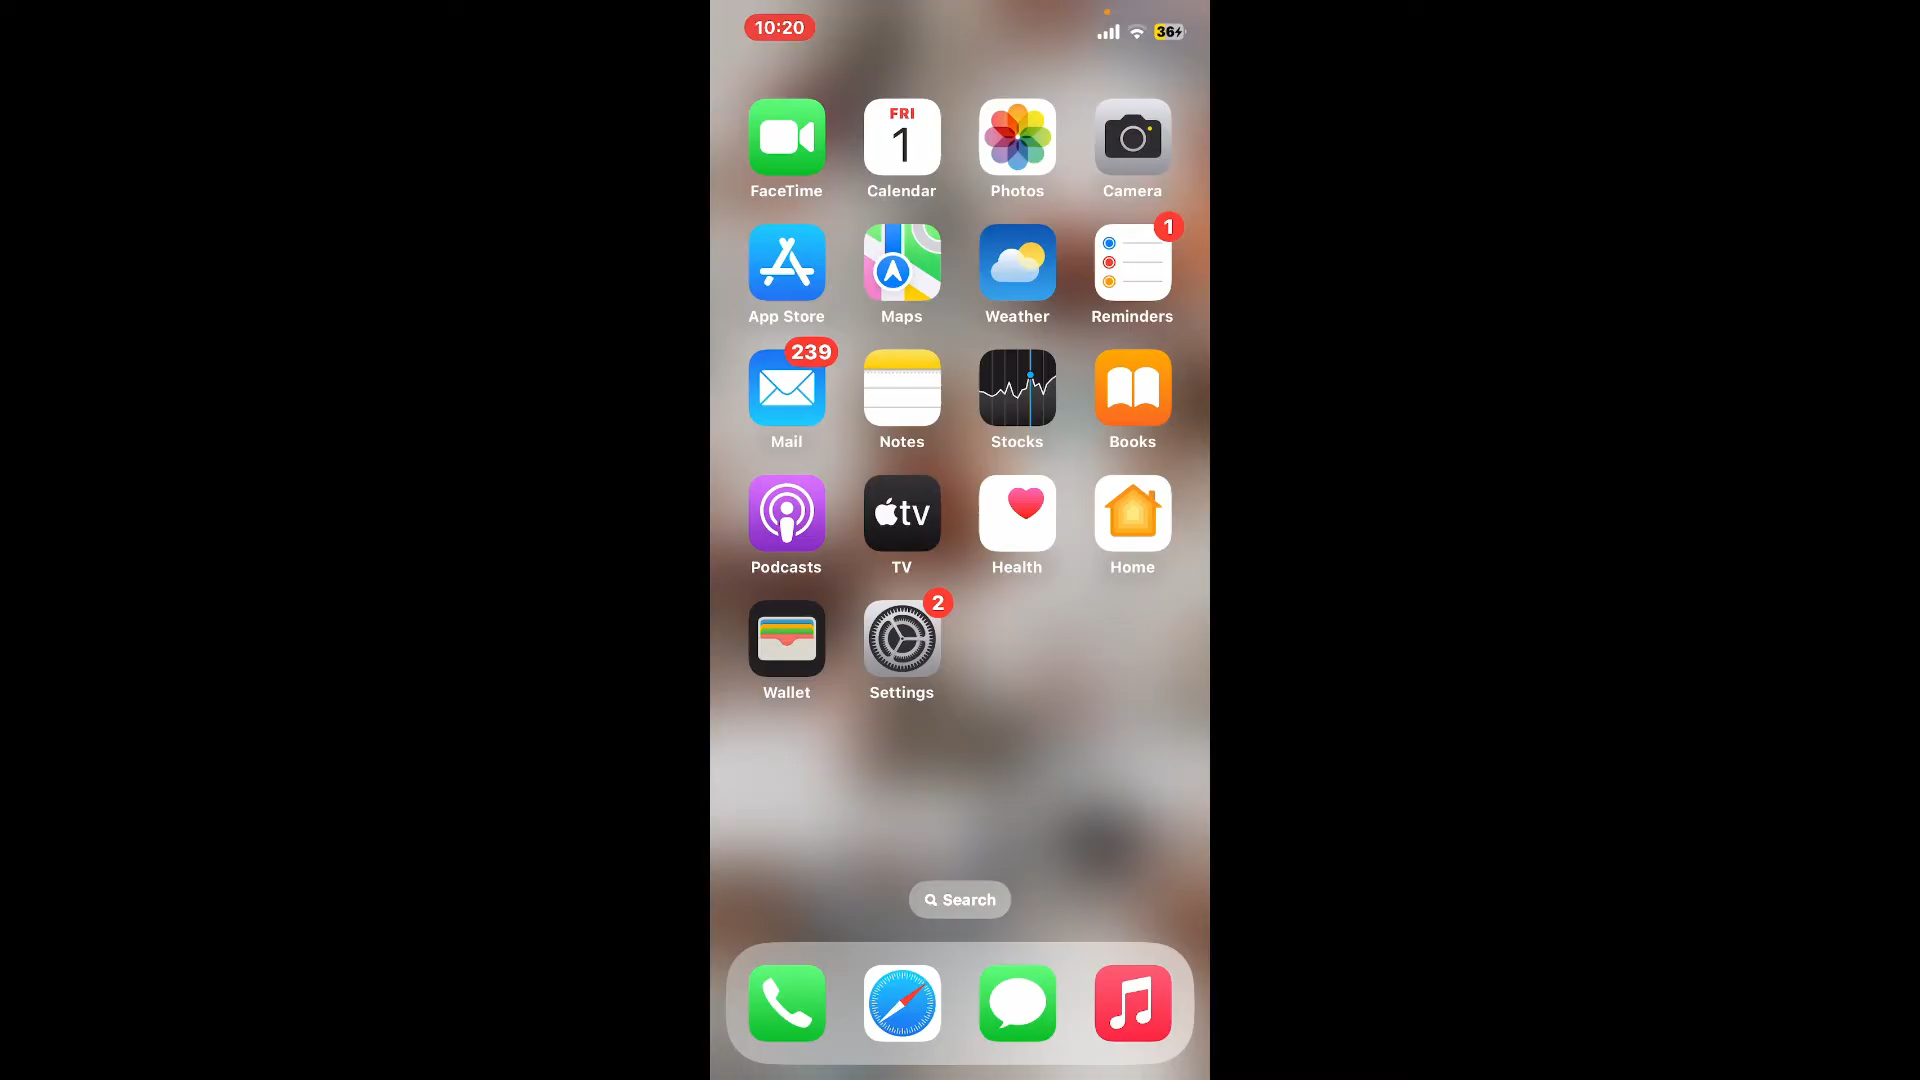 10:20
36
FRI
1
FaceTime Calendar Photos Camera
1
App Store Maps Weather Reminders
239
Mail Notes Stocks Books
tv
Podcasts TV Health Home
2
Wallet Settings
Search